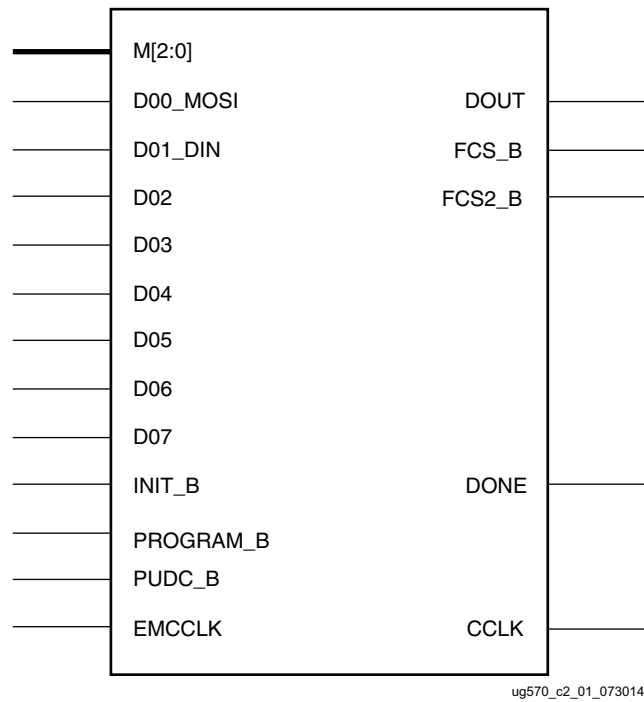 M[2:0]
D00_MOSI DOUT
D01_DIN FCS_B
D02 FCS2_B
D03
D04
D05
D06
D07
INIT_B DONE
PROGRAM_B
PUDC_B
EMCCLK CCLK
ug570_c2_01_073014